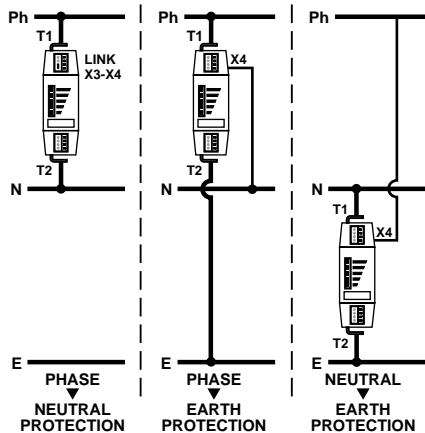 Ph
T1
LINK
X3-X4
T2
N
E
PHASE
NEUTRAL
PROTECTION
Ph
T1
X4
T2
N
E
PHASE
EARTH
PROTECTION
Ph
N
T1
X4
T2
E
NEUTRAL
EARTH
PROTECTION